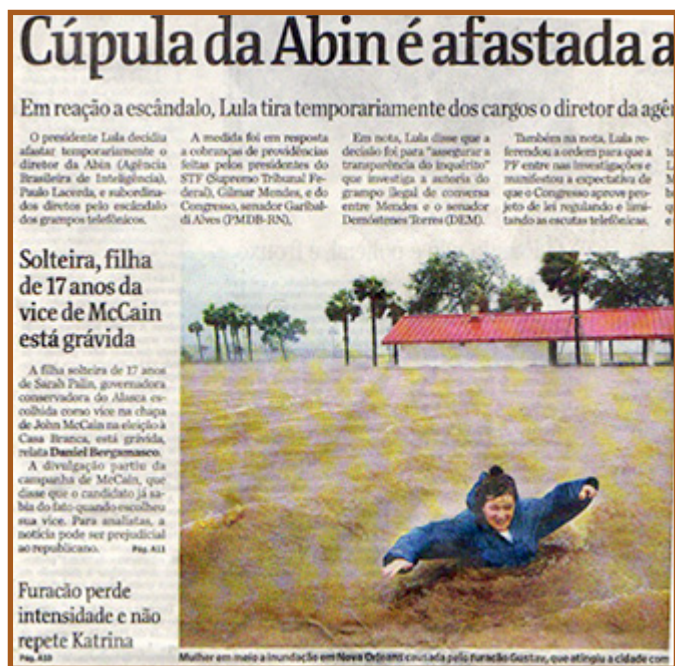 Cúpula da Abin é afastada a
Em reação a escândalo, Lula tira temporariamente dos cargos o diretor da agên
O presidente Lula decidiu
afastar temporariamente o
diretor da Abin (Agência
Brasileira de Inteligência),
Paulo Lacerda, e subordina-
dos diretos pelo escândalo
dos grampos telefônicos.
A medida foi em resposta
a cobranças de providências
feitas pelos presidentes do
STF (Supremo Tribunal Fe-
deral), Gilmar Mendes, e do
Congresso, senador Garibal-
di Alves (PMDB-RN),
Em nota, Lula disse que a
decisão foi para "assegurar a
transparência do inquérito"
que investiga a autoria do
grampo ilegal de conversa
entre Mendes e o senador
Demóstenes Torres (DEM).
Também na nota, Lula re-
ferendou a ordem para que a
PF entre nas investigações e
manifestou a expectativa de
que o Congresso aprove pro-
jeto de lei regulando e limi-
tando as escutas telefônicas.
Solteira, filha
de 17 anos da
vice de McCain
está grávida
A filha solteira de 17 anos
de Sarah Palin, governadora
conservadora do Alasca es-
colhida como vice na chapa
de John McCain na eleição à
Casa Branca, está grávida,
relata Daniel Bergamasco.
A divulgação partiu da
campanha de McCain, que
disse que o candidato já sa-
bia do fato quando escolheu
sua vice. Para analistas, a
notícia pode ser prejudicial
ao republicano. Pág. A11
Furacão perde
intensidade e não
repete Katrina
Pág. A10
Mulher em meio a inundação em Nova Orleans causada pelo furacão Gustav, que atingiu a cidade com